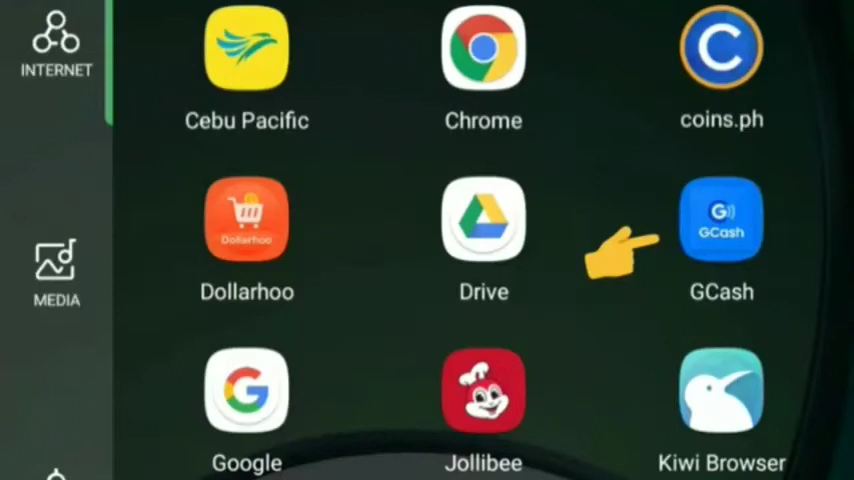 INTERNET
Cebu Pacific
Chrome
coins.ph
Dollarhoo
G))
GCash
Dollarhoo
Drive
GCash
MEDIA
Google
Jollibee
Kiwi Browser